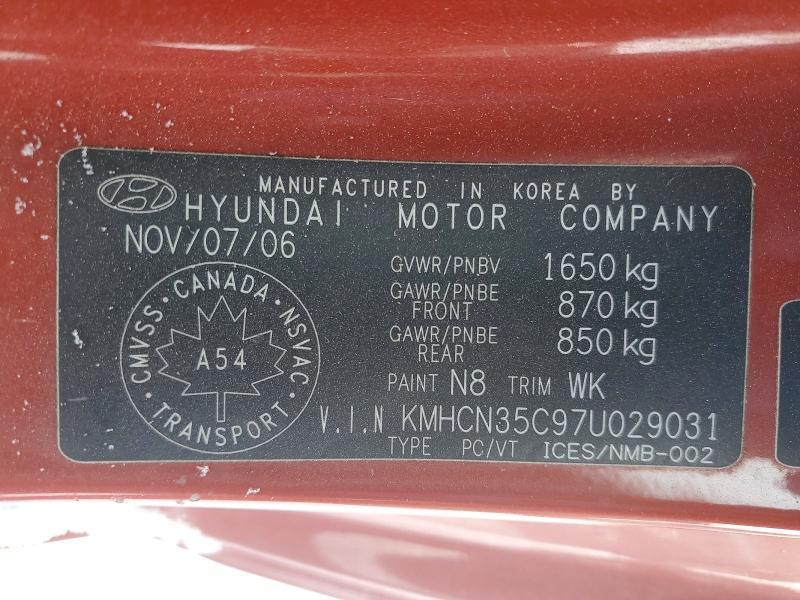 MANUFACTURED IN KOREA BY
HYUNDAI MOTOR COMPANY
NOV/07/06
GVWR/PNBV 1650 kg
GAWR/PNBE FRONT 870 kg
GAWR/PNBE REAR 850 kg
CMVSS · CANADA · NSVAC
A54
· TRANSPORT ·
PAINT N8 TRIM WK
V.I.N KMHCN35C97U029031
TYPE PC/VT ICES/NMB-002